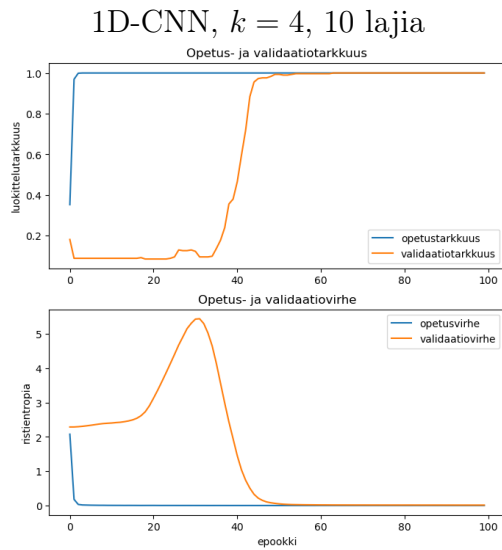 1D-CNN, k = 4, 10 lajia
Opetus- ja validaatiotarkkuus
1.0
0.8
0.6
0.4
0.2
luokittelutarkkuus
opetustarkkuus
validaatiotarkkuus
0 20 40 60 80 100
Opetus- ja validaatiovirhe
5
4
3
2
1
0
ristientropia
opetusvirhe
validaatiovirhe
0 20 40 60 80 100
epookki